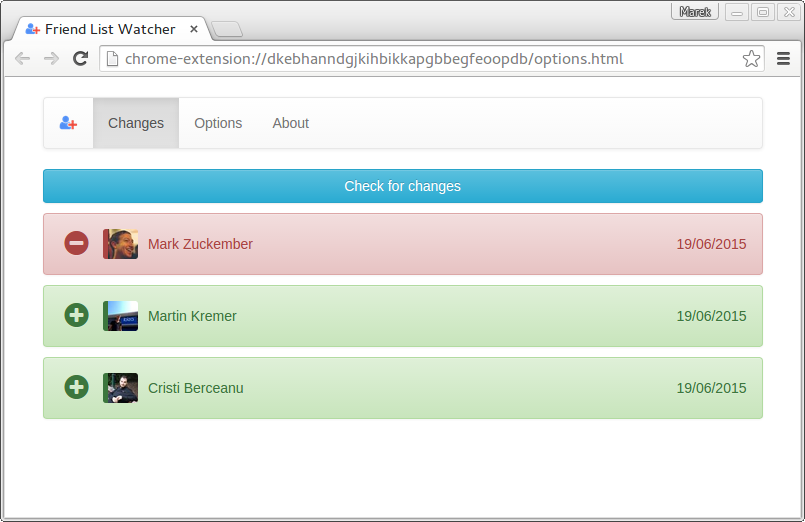 Marek
Friend List Watcher
chrome-extension://dkebhanndgjkihbikkapgbbegfeoopdb/options.html
Changes Options About
Check for changes
Mark Zuckember 19/06/2015
Martin Kremer 19/06/2015
Cristi Berceanu 19/06/2015